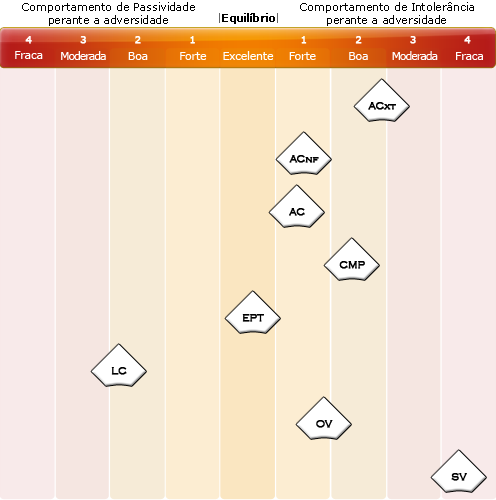 Comportamento de Passividade
perante a adversidade
|Equilíbrio|
Comportamento de Intolerância
perante a adversidade
4 3 2 1 1 2 3 4
Fraca Moderada Boa Forte Excelente Forte Boa Moderada Fraca
ACXT
ACNF
AC
CMP
EPT
LC
OV
SV